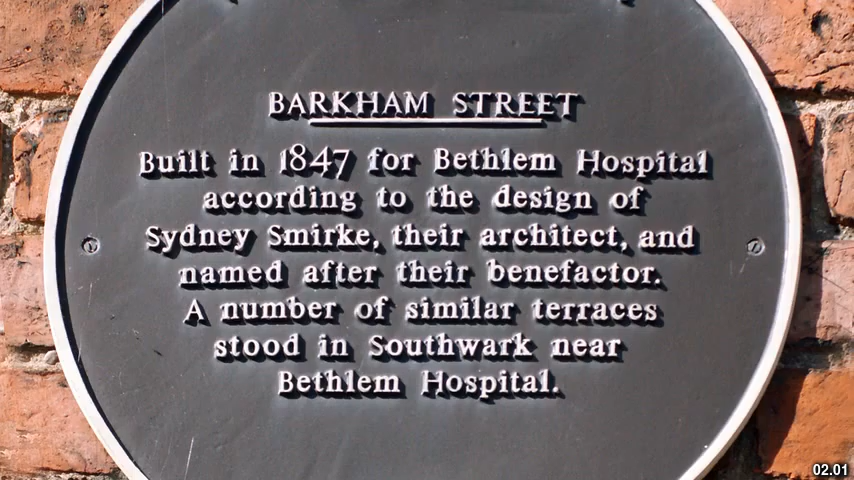 BARKHAM STREET
Built in 1847 for Bethlem Hospital
according to the design of
Sydney Smirke, their architect, and
named after their benefactor.
A number of similar terraces
stood in Southwark near
Bethlem Hospital.
02.01